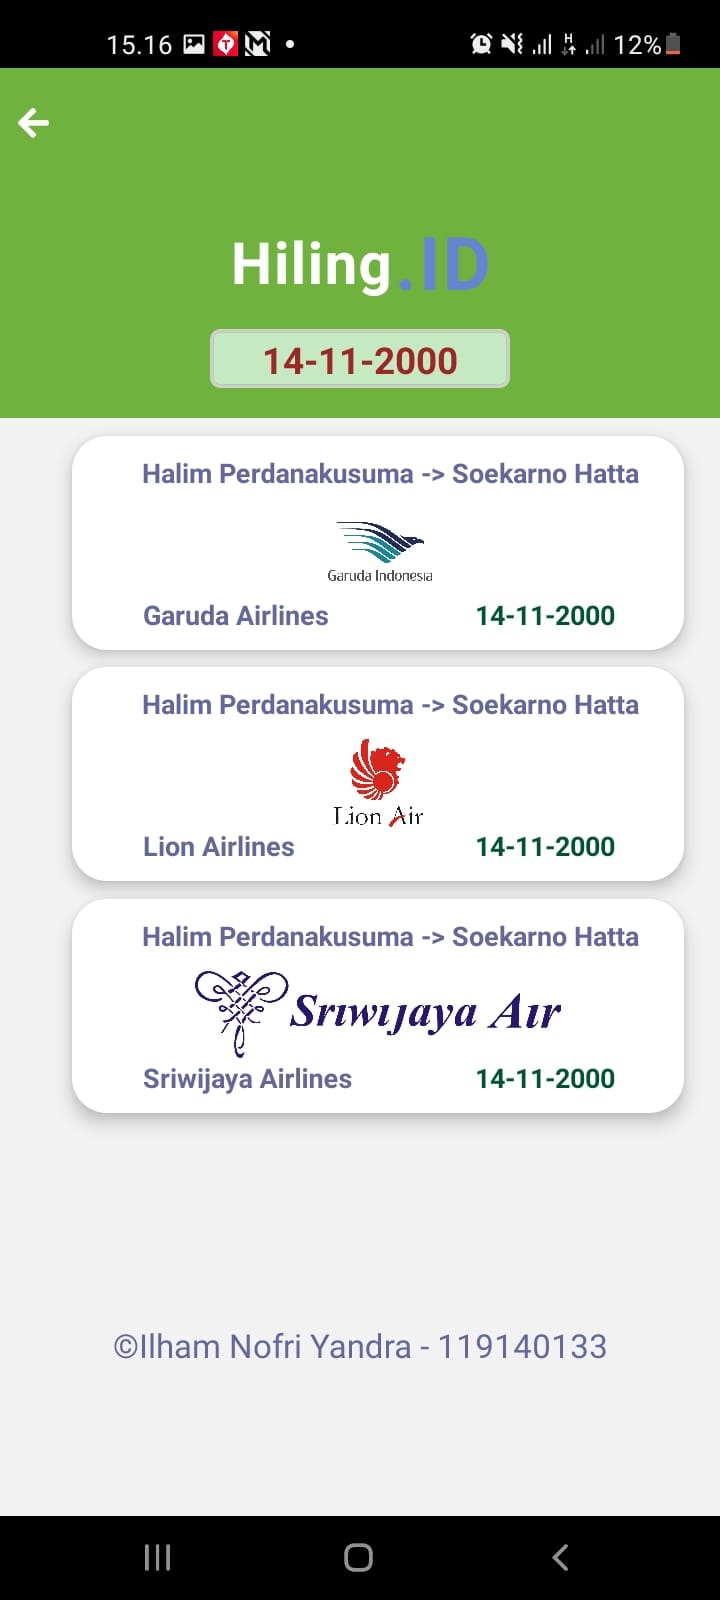 15.16
H
12%
Hiling.ID
14-11-2000
Halim Perdanakusuma -> Soekarno Hatta
Garuda Indonesia
Garuda Airlines 14-11-2000
Halim Perdanakusuma -> Soekarno Hatta
Lion Air
Lion Airlines 14-11-2000
Halim Perdanakusuma -> Soekarno Hatta
Sriwijaya Air
Sriwijaya Airlines 14-11-2000
©Ilham Nofri Yandra - 119140133